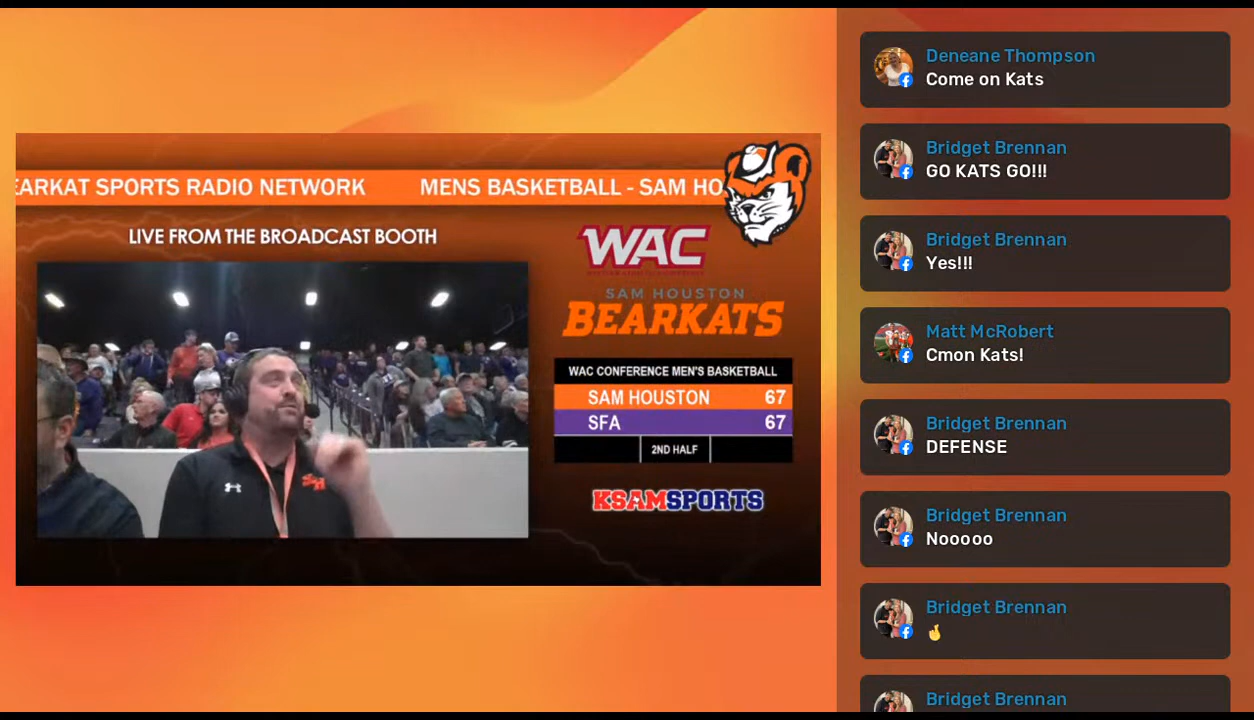 EARKAT SPORTS RADIO NETWORK MENS BASKETBALL - SAM HO
LIVE FROM THE BROADCAST BOOTH
WAC
SAM HOUSTON
BEARKATS
WAC CONFERENCE MEN'S BASKETBALL
SAM HOUSTON 67
SFA 67
2ND HALF
KSAMSPORTS
SH
Deneane Thompson
Come on Kats
Bridget Brennan
GO KATS GO!!!
Bridget Brennan
Yes!!!
Matt McRobert
Cmon Kats!
Bridget Brennan
DEFENSE
Bridget Brennan
Nooooo
Bridget Brennan
🤞
Bridget Brennan